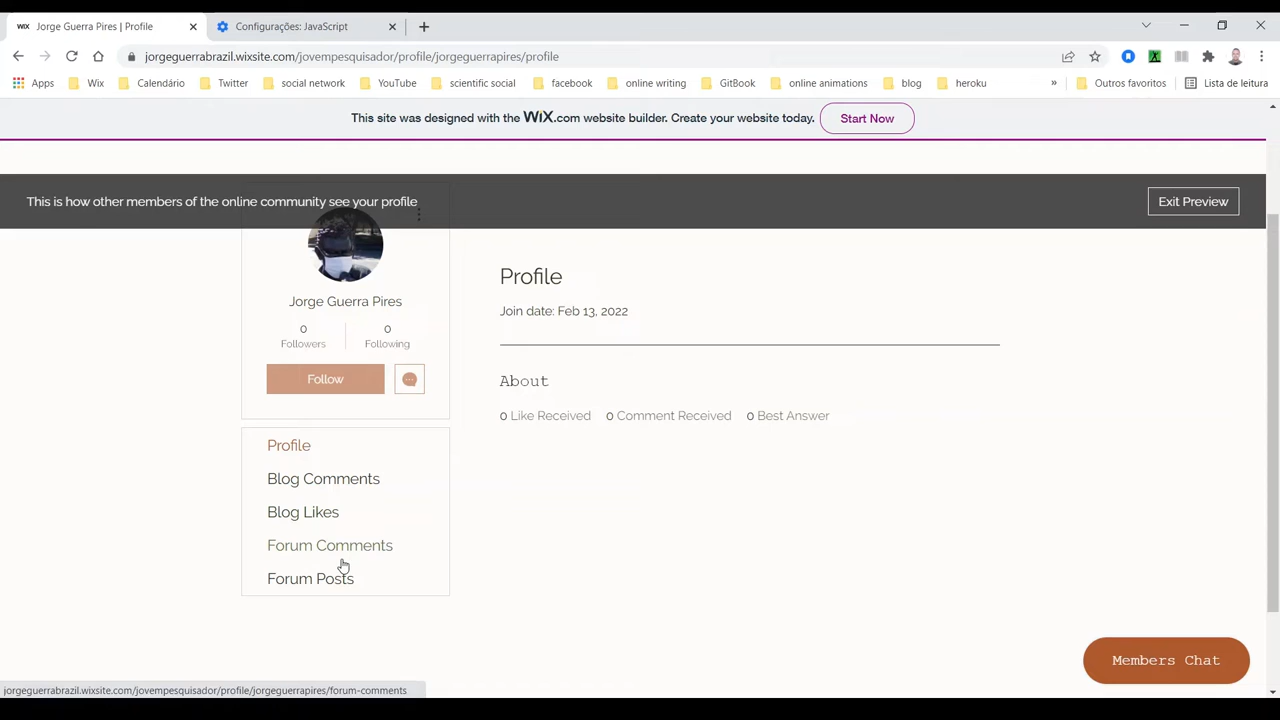 WIX Jorge Guerra Pires | Profile
Configurações: JavaScript
jorgeguerrabrazil.wixsite.com/jovempesquisador/profile/jorgeguerrapires/profile
Apps Wix Calendário Twitter social network YouTube scientific social facebook online writing GitBook online animations blog heroku » Outros favoritos Lista de leitura
This site was designed with the WiX.com website builder. Create your website today. Start Now
This is how other members of the online community see your profile
Exit Preview
Jorge Guerra Pires
0 0
Followers Following
Follow
Profile
Blog Comments
Blog Likes
Forum Comments
Forum Posts
Profile
Join date: Feb 13, 2022
About
0 Like Received 0 Comment Received 0 Best Answer
Members Chat
jorgeguerrabrazil.wixsite.com/jovempesquisador/profile/jorgeguerrapires/forum-comments